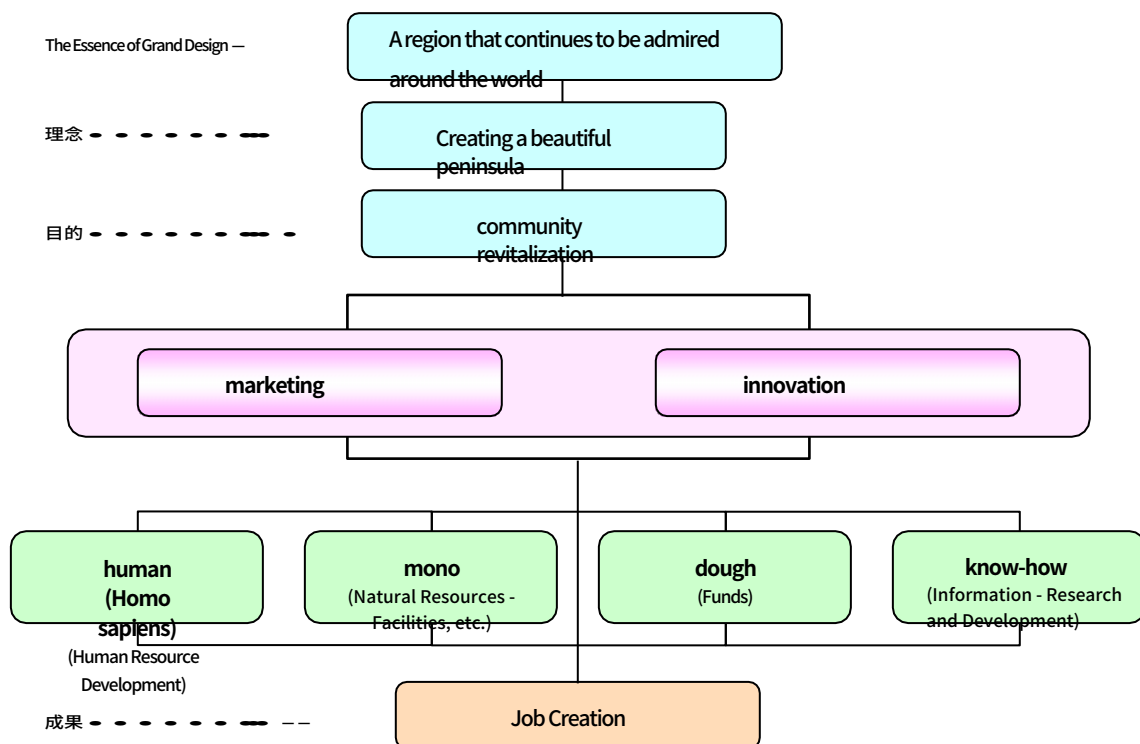 The Essence of Grand Design —
A region that continues to be admired
around the world
理念
Creating a beautiful
peninsula
目的
community
revitalization
marketing
innovation
human
(Homo
sapiens)
(Human Resource
Development)
mono
(Natural Resources -
Facilities, etc.)
dough
(Funds)
know-how
(Information - Research
and Development)
成果
Job Creation